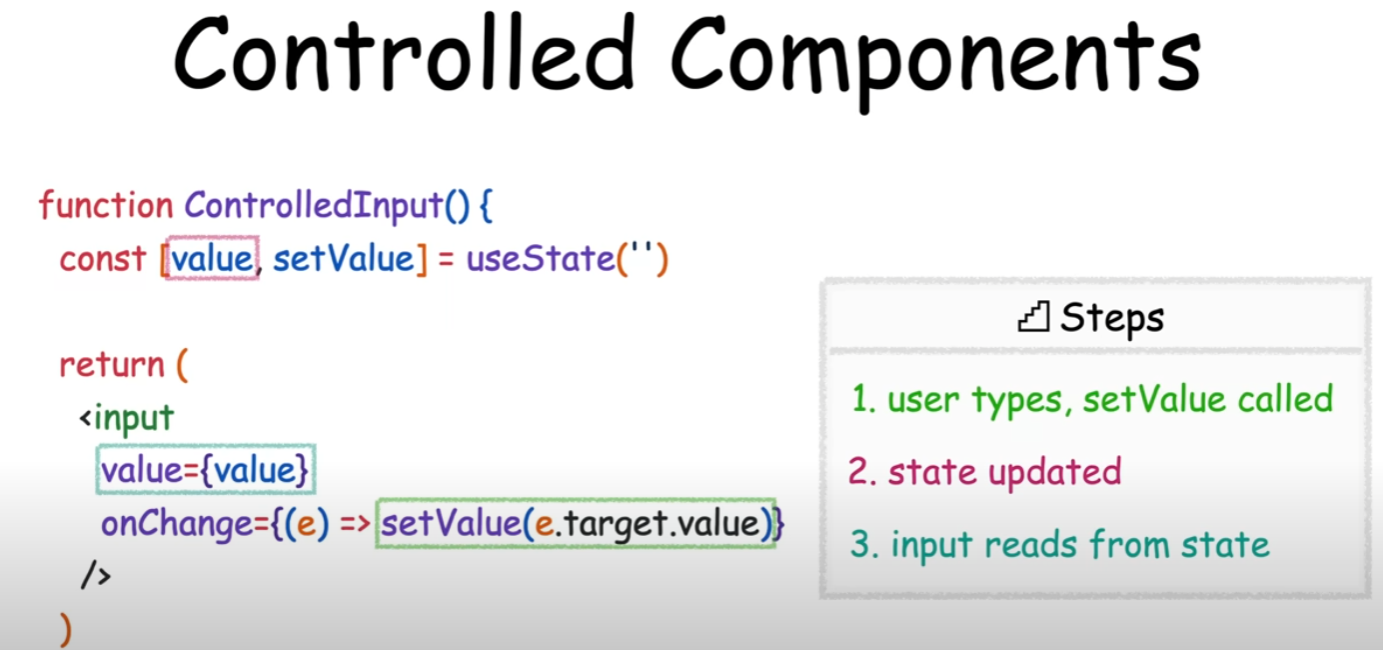 Controlled Components
function ControlledInput() {
const [value, setValue] = useState('')
return (
<input
value={value}
onChange={(e) => setValue(e.target.value)}
/>
)
Steps
1. user types, setValue called
2. state updated
3. input reads from state